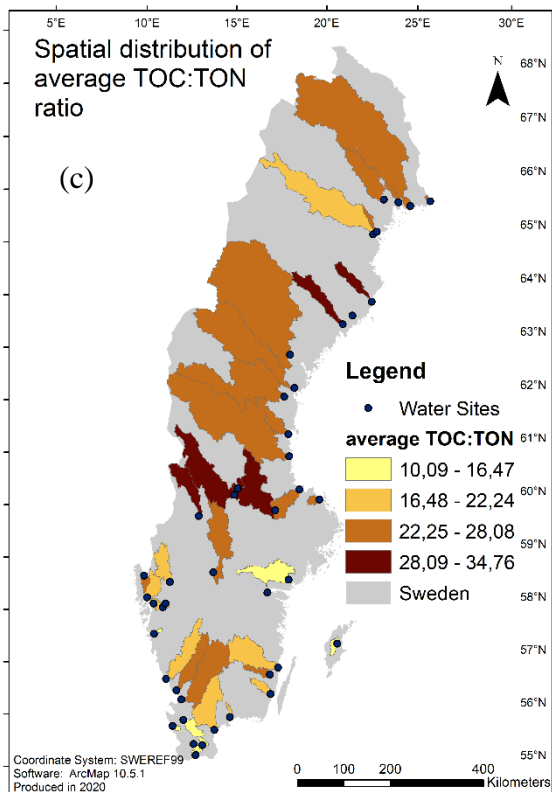 5°E 10°E 15°E 20°E 25°E 30°E
Spatial distribution of
average TOC:TON
ratio
(c)
N
68°N
67°N
66°N
65°N
64°N
63°N
62°N
61°N
60°N
59°N
58°N
57°N
56°N
55°N
Legend
Water Sites
average TOC:TON
10,09 - 16,47
16,48 - 22,24
22,25 - 28,08
28,09 - 34,76
Sweden
Coordinate System: SWEREF99
Software: ArcMap 10.5.1
Produced in 2020
0 100 200 400
Kilometers